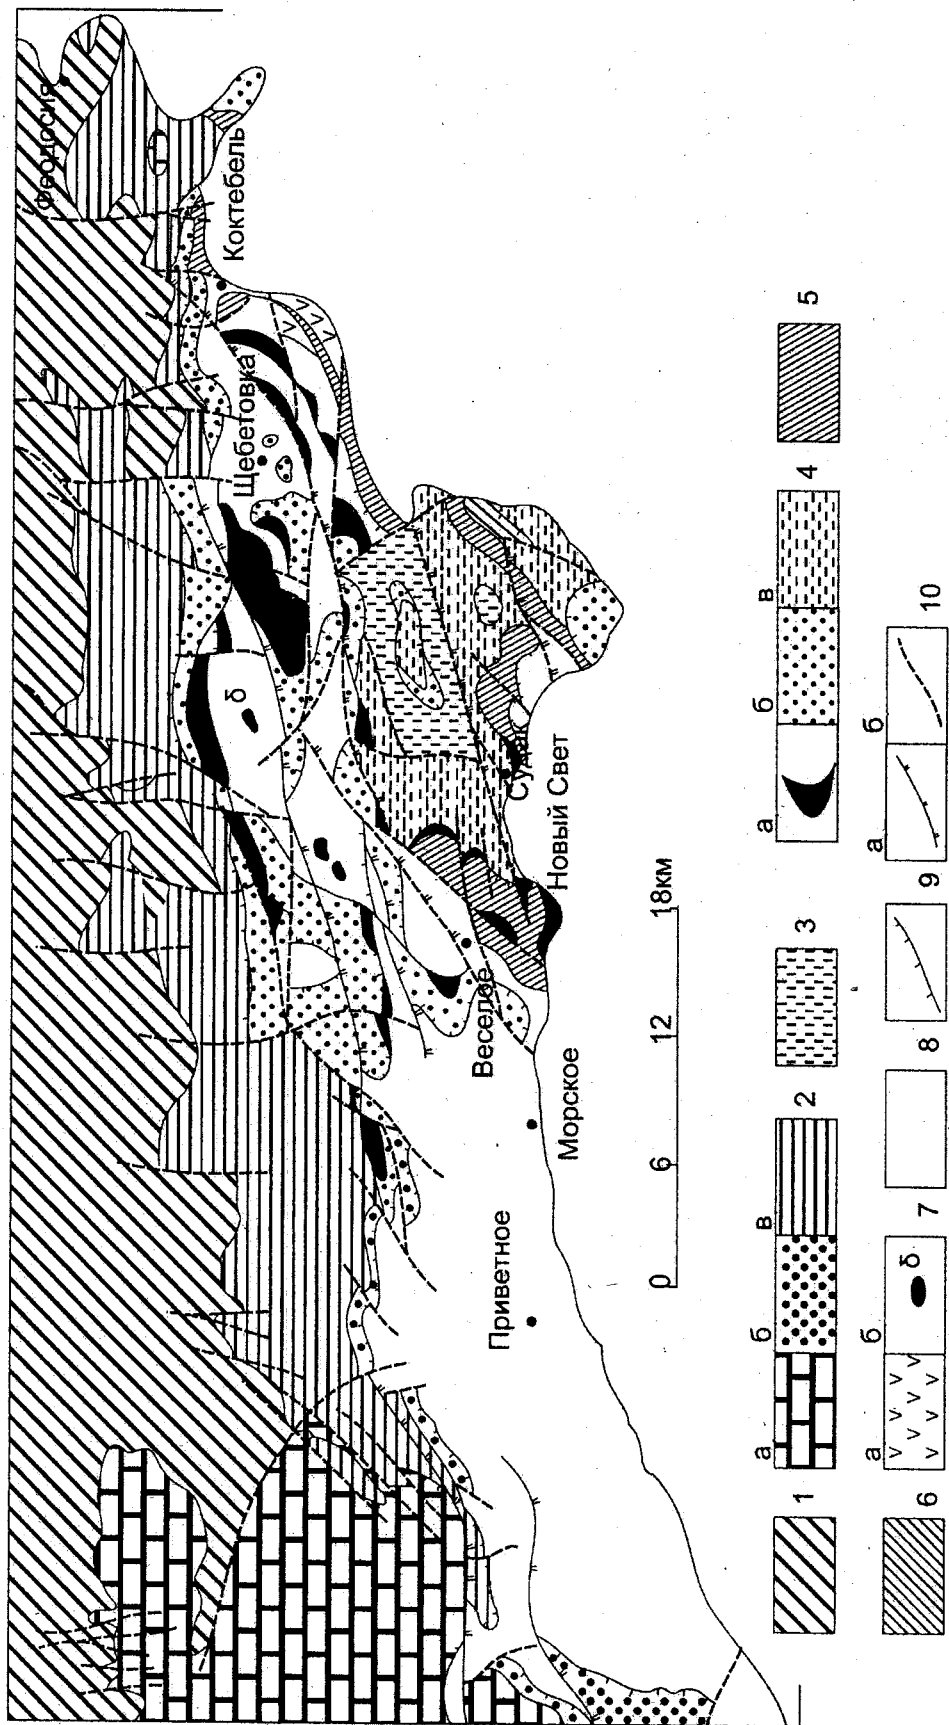 Феодосия
Коктебель
Щебетовка
δ
Судак
Новый Свет
Веселое
Морское
Приветное
0 6 12 18км
1
а б в 2
3
а б в 4
5
6
а б δ 7
8
9
а б 10